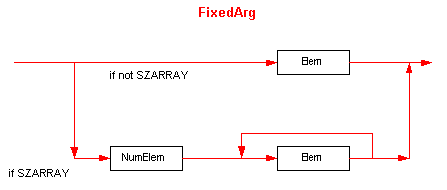 FixedArg
Elem
if not SZARRAY
NumElem
Elem
if SZARRAY